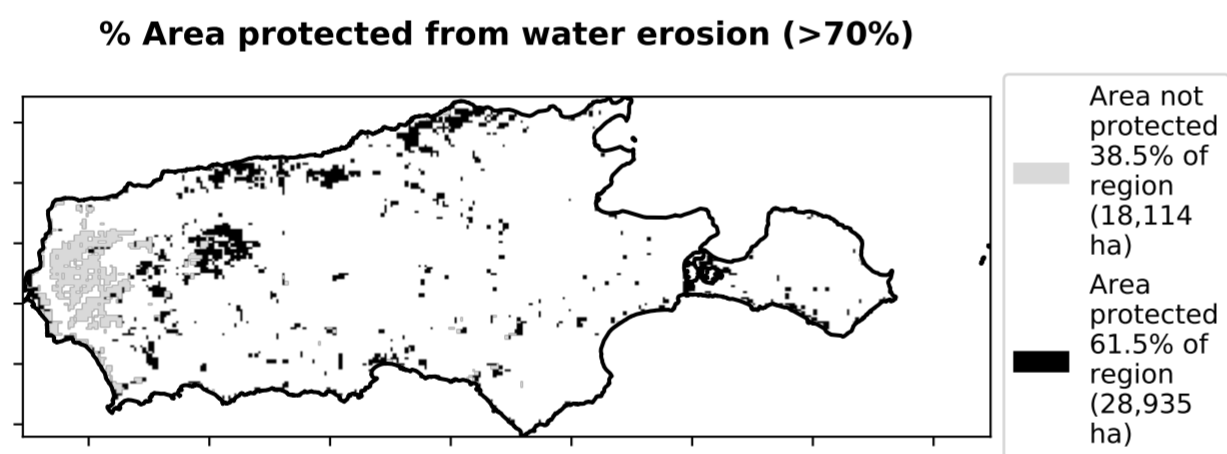 % Area protected from water erosion (>70%)
Area not
protected
38.5% of
region
(18,114
ha)
Area
protected
61.5% of
region
(28,935
ha)